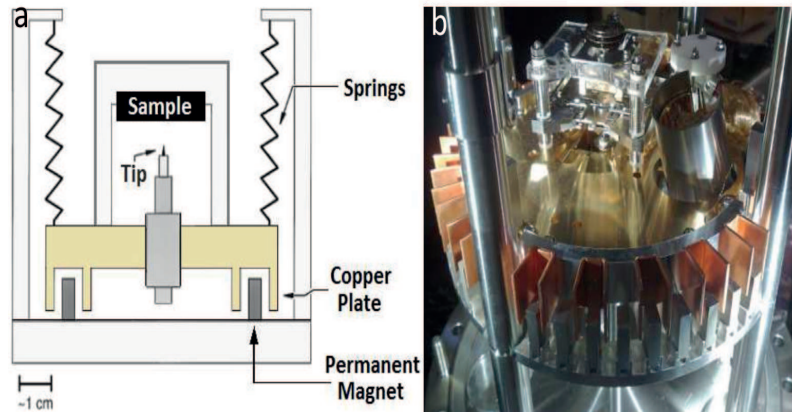 a
b
Sample
Springs
Tip
Copper
Plate
Permanent
Magnet
~1 cm